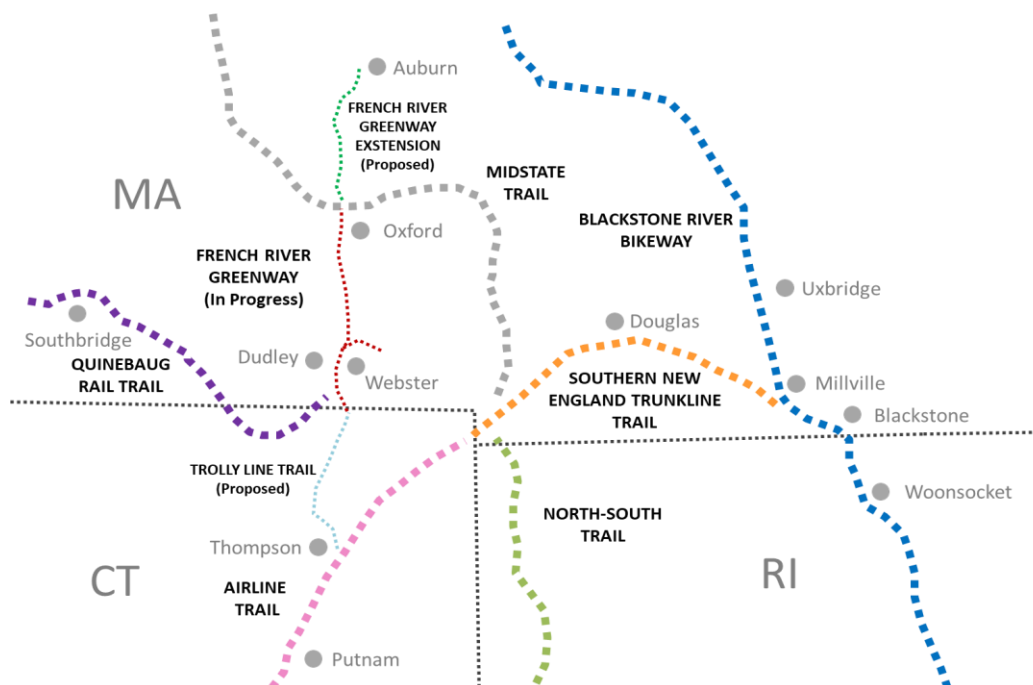 Auburn
FRENCH RIVER
GREENWAY
EXSTENSION
(Proposed)
MIDSTATE
TRAIL
MA
BLACKSTONE RIVER
BIKEWAY
Oxford
FRENCH RIVER
GREENWAY
(In Progress)
Uxbridge
Southbridge
Douglas
QUINEBAUG
RAIL TRAIL
Dudley
Webster
SOUTHERN NEW
ENGLAND TRUNKLINE
TRAIL
Millville
Blackstone
TROLLY LINE TRAIL
(Proposed)
Woonsocket
NORTH-SOUTH
TRAIL
Thompson
CT
RI
AIRLINE
TRAIL
Putnam